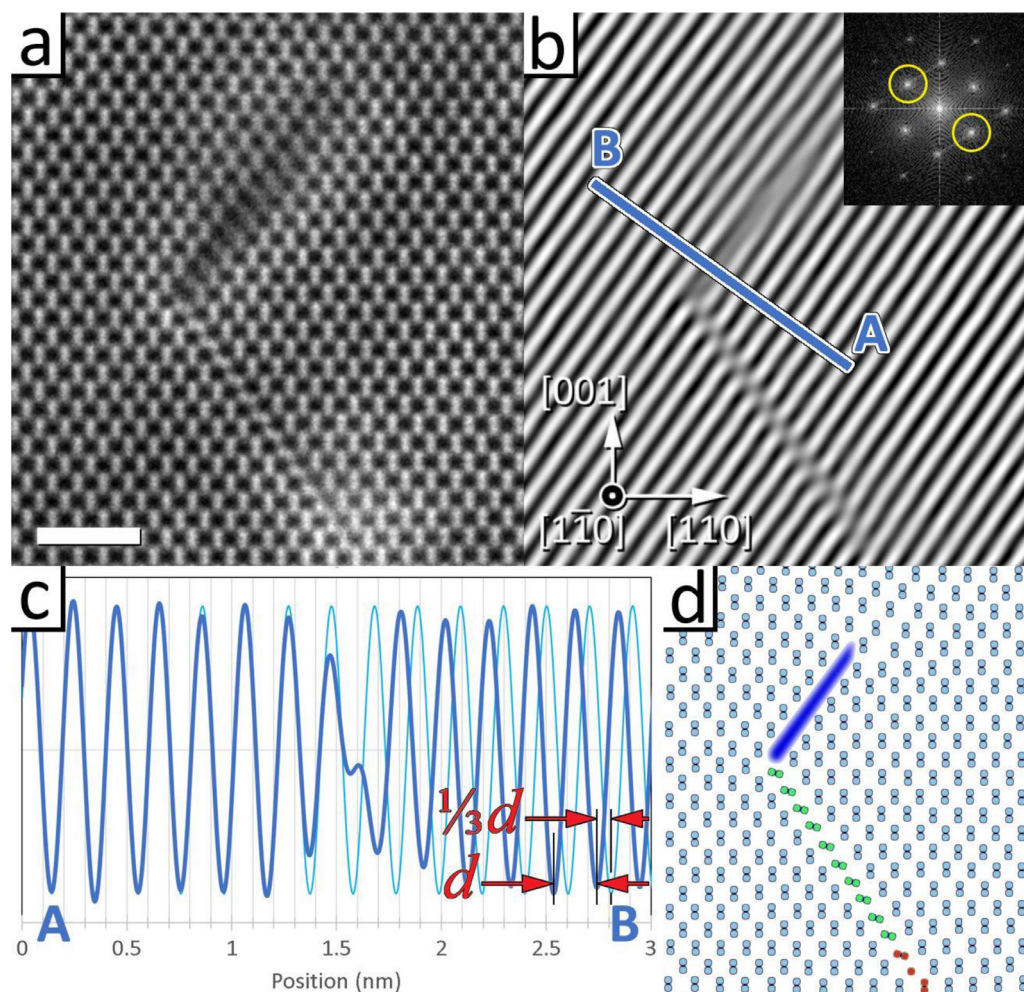 a
b
B
A
[001]
[11̅0] [110]
c
⅓d
d
A
B
0 0.5 1 1.5 2 2.5 3
Position (nm)
d